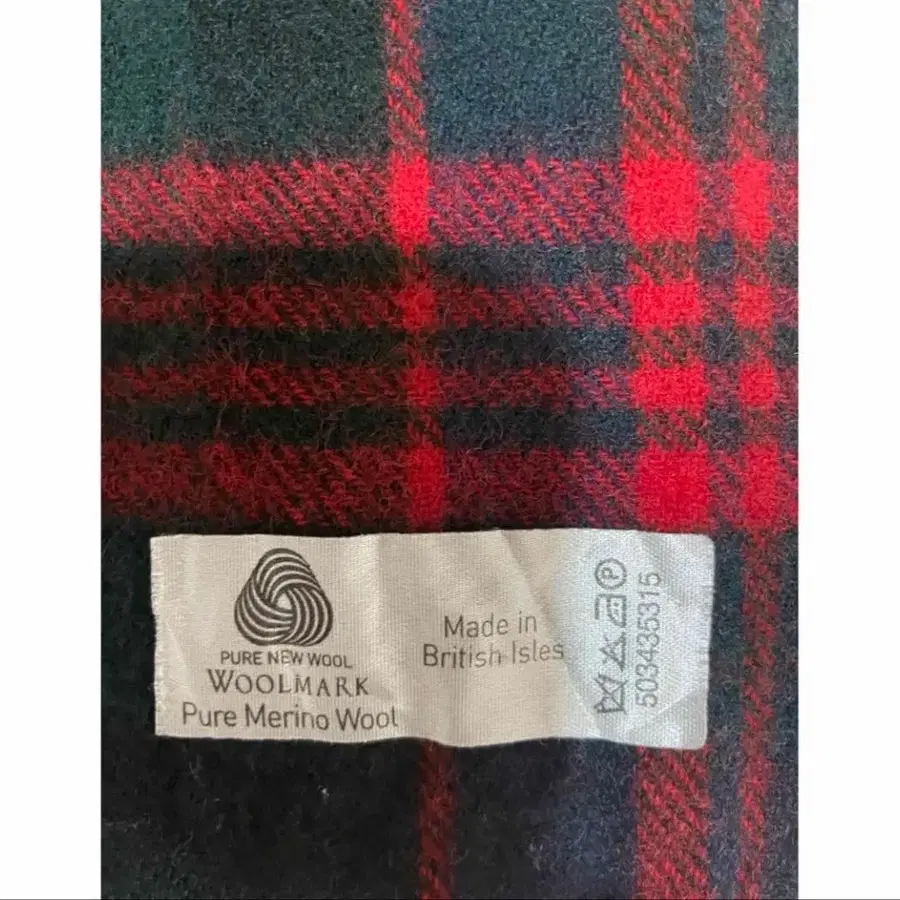 PURE NEW WOOL
WOOLMARK
Pure Merino Wool
Made in
British Isles
P
503435315